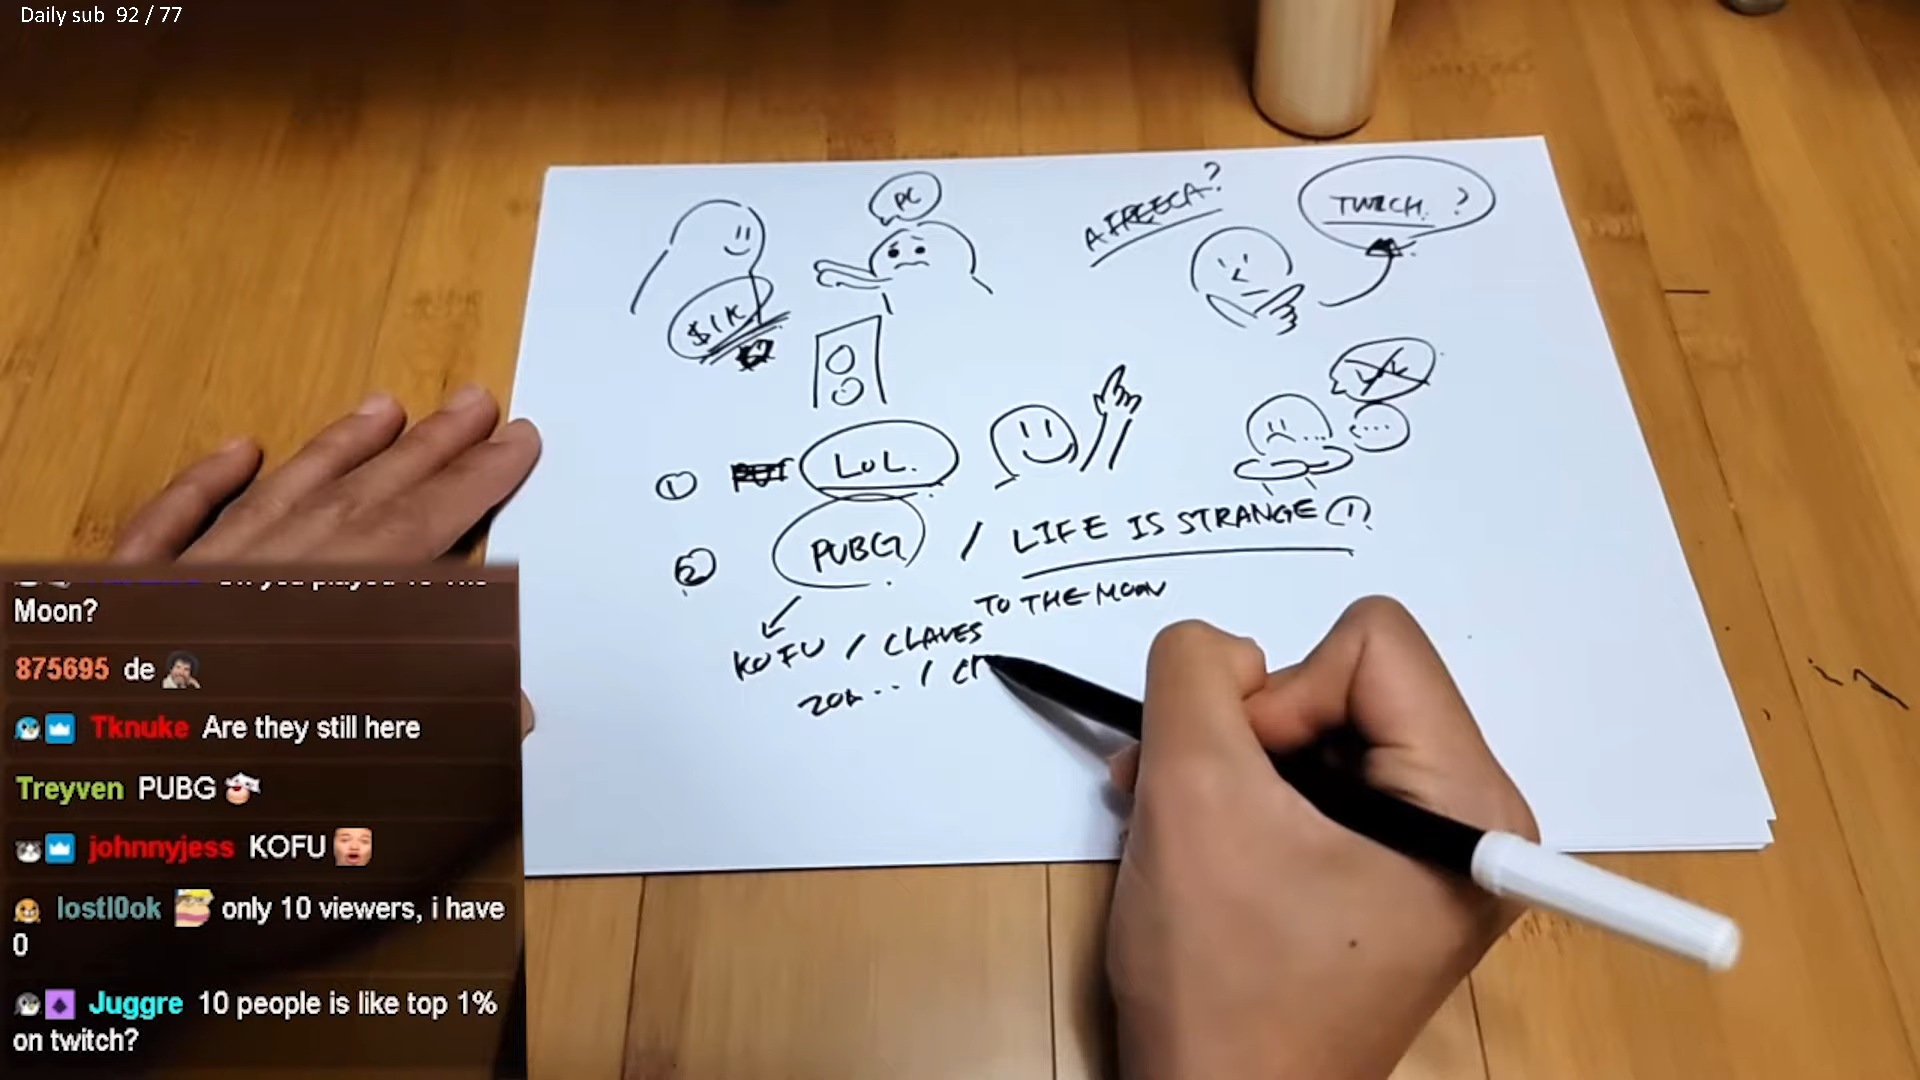 Daily sub 92 / 77
PC
AFREECA?
TWITCH ?
$1K
① LOL.
② PUBG / LIFE IS STRANGE (1)
TO THE MOON
KOFU / CLAVES
Moon?
875695 de
Tknuke Are they still here
Treyven PUBG
johnnyjess KOFU
lostl0ok only 10 viewers, i have
0
Juggre 10 people is like top 1%
on twitch?